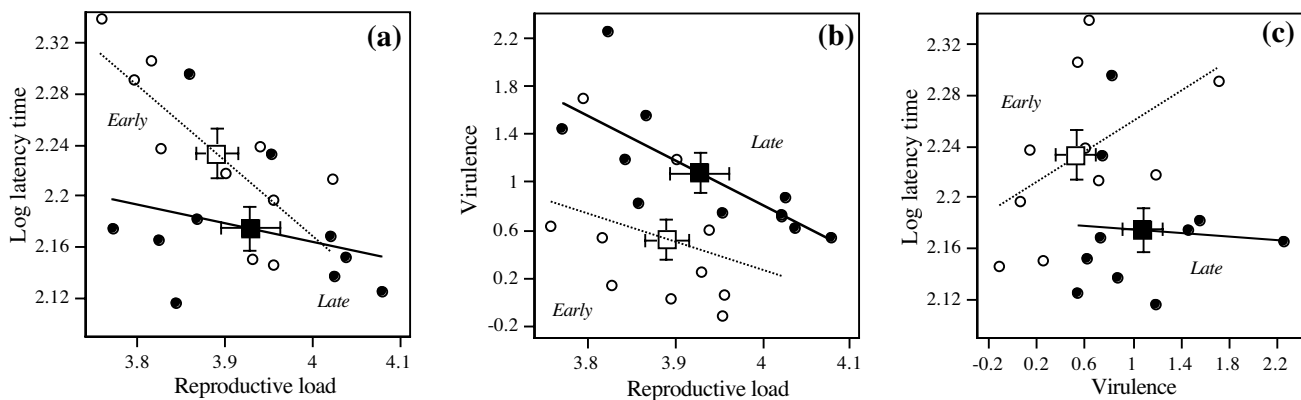 (a)
Log latency time
2.32
2.28
2.24
2.2
2.16
2.12
Early
Late
3.8
3.9
4
4.1
Reproductive load
(b)
Virulence
2.2
1.8
1.4
1
0.6
0.2
-0.2
Late
Early
3.8
3.9
4
4.1
Reproductive load
(c)
Log latency time
2.32
2.28
2.24
2.2
2.16
2.12
Early
Late
-0.2
0.2
0.6
1
1.4
1.8
2.2
Virulence